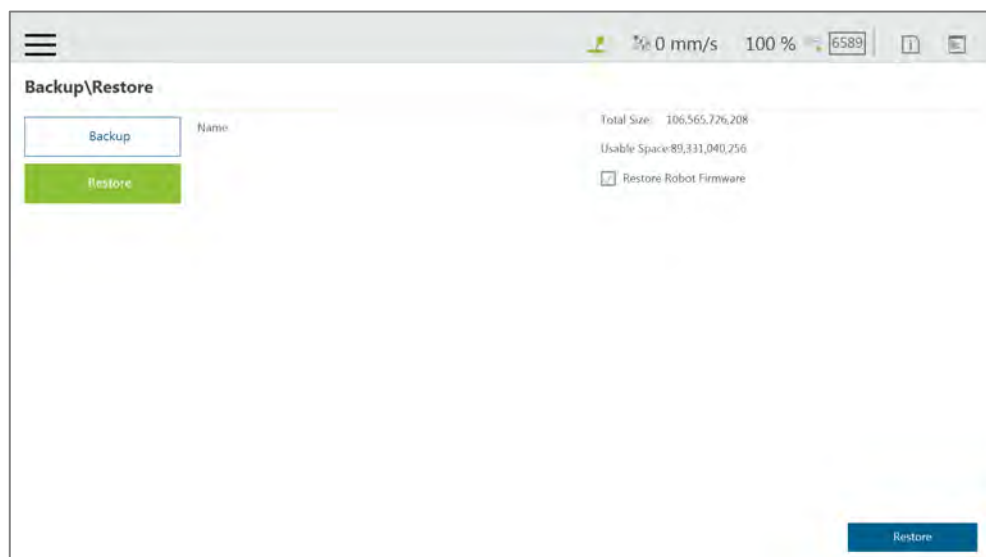 0 mm/s 100 % 6589
Backup\Restore
Backup
Name
Total Size: 106,565,726,208
Usable Space:89,331,040,256
Restore
Restore Robot Firmware
Restore